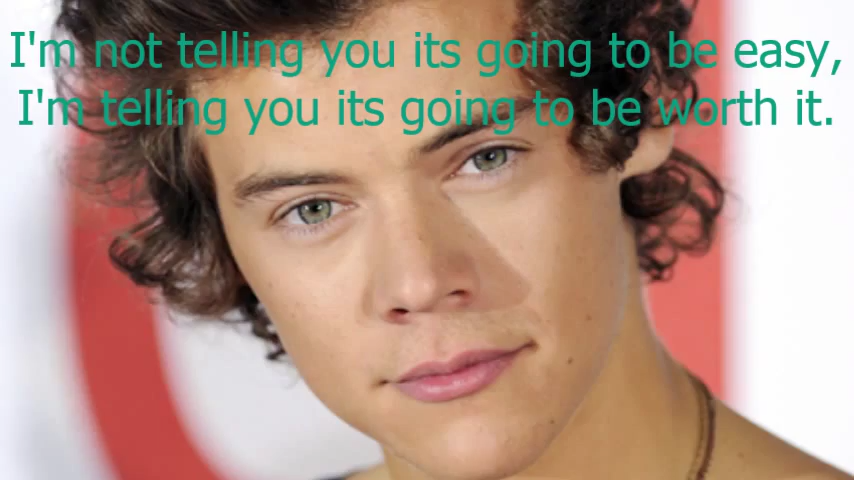 I'm not telling you its going to be easy,
I'm telling you its going to be worth it.